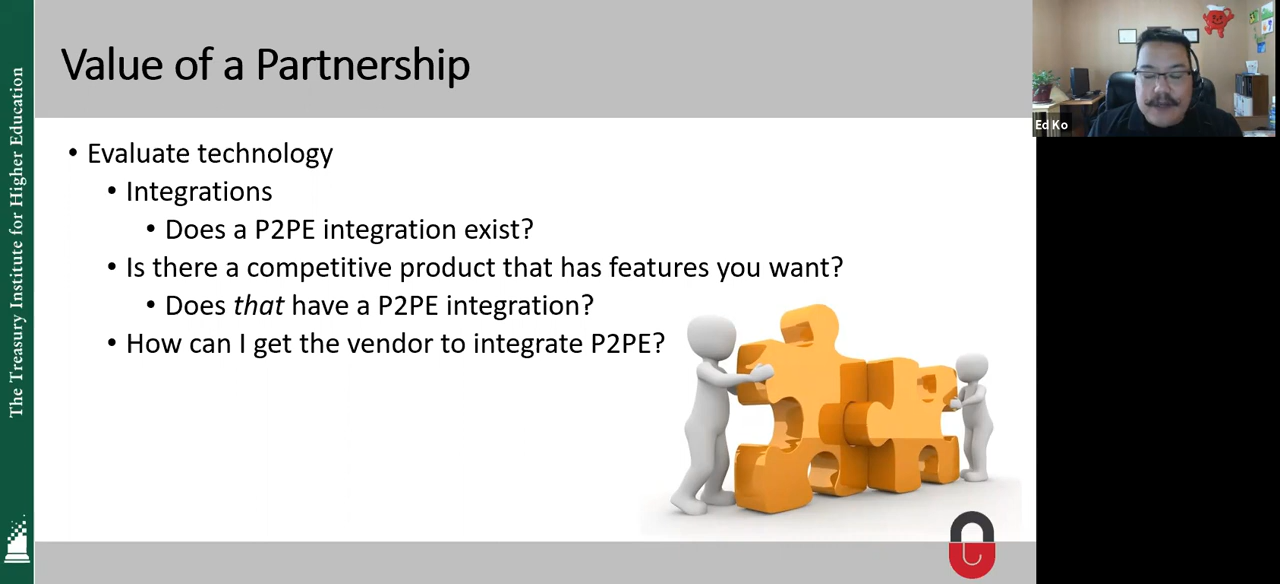 Value of a Partnership
• Evaluate technology
• Integrations
• Does a P2PE integration exist?
• Is there a competitive product that has features you want?
• Does that have a P2PE integration?
• How can I get the vendor to integrate P2PE?
The Treasury Institute for Higher Education
Ed Ko